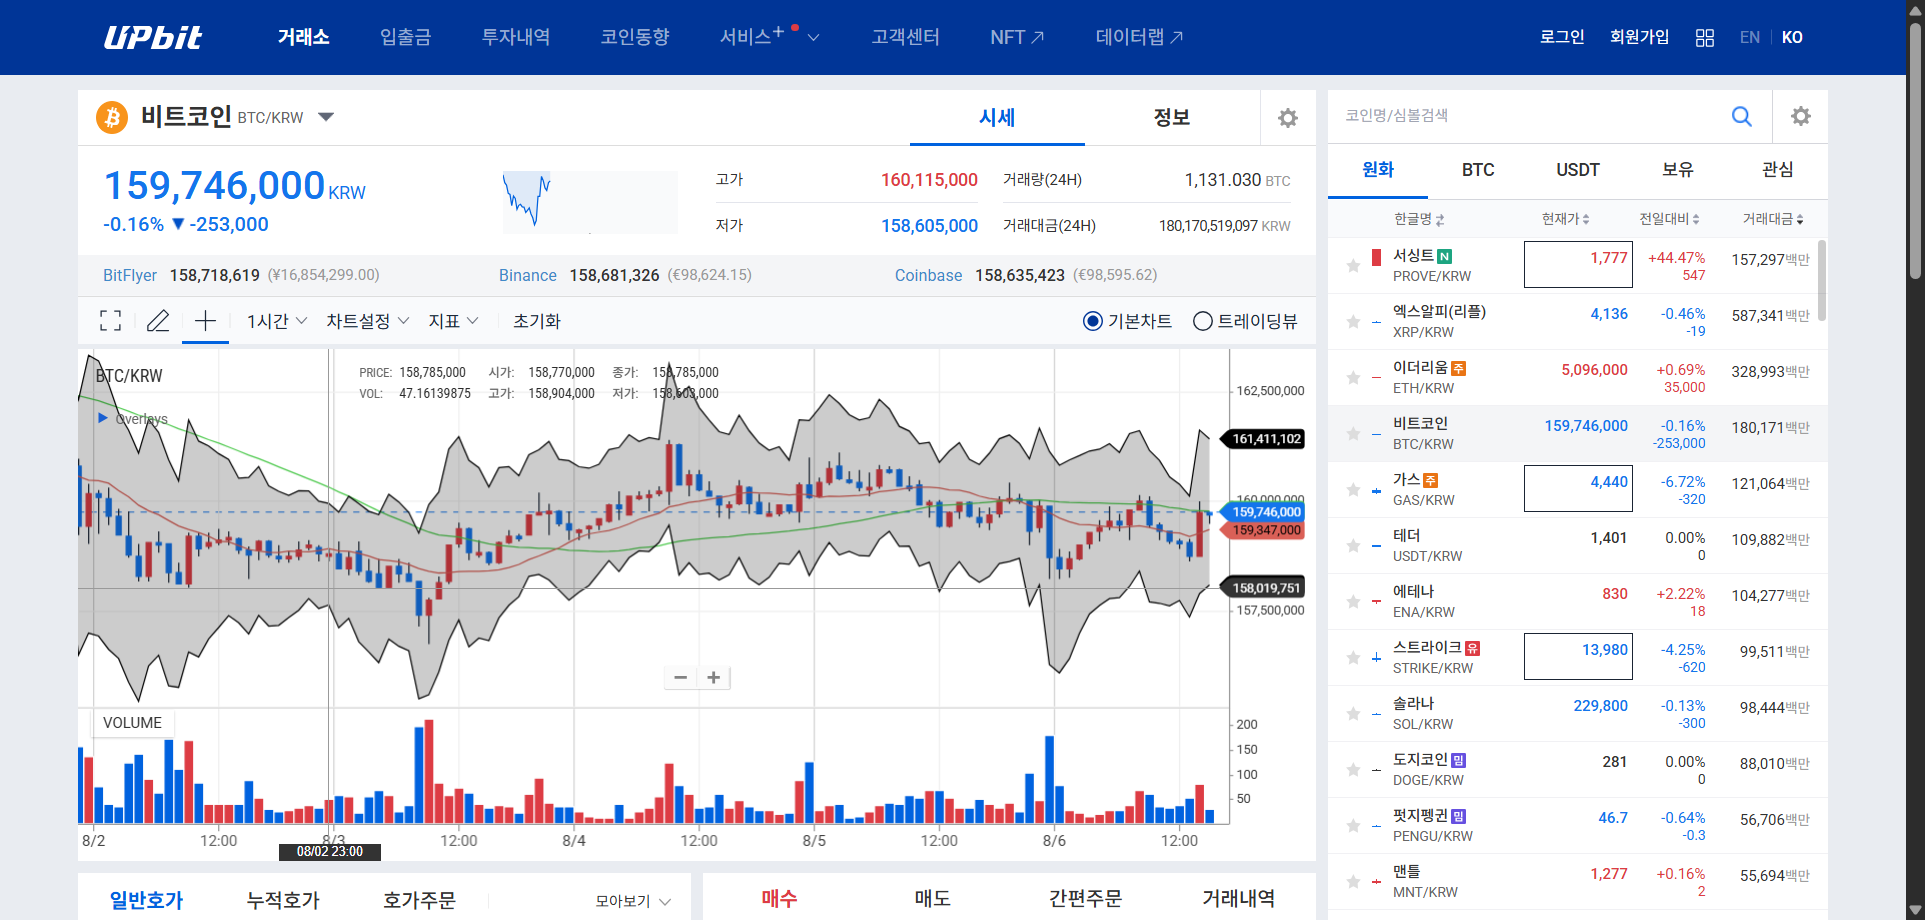 UPbit 거래소 입출금 투자내역 코인동향 서비스+ 고객센터 NFT 데이터랩 로그인 회원가입 EN KO
비트코인 BTC/KRW 시세 정보
159,746,000 KRW
-0.16% ▼ -253,000
고가 160,115,000 거래량(24H) 1,131.030 BTC
저가 158,605,000 거래대금(24H) 180,170,519,097 KRW
BitFlyer 158,718,619 (¥16,854,299.00) Binance 158,681,326 (€98,624.15) Coinbase 158,635,423 (€98,595.62)
1시간 차트설정 지표 초기화 기본차트 트레이딩뷰
BTC/KRW
PRICE: 158,785,000 시가: 158,770,000 종가: 158,785,000
VOL: 47.16139875 고가: 158,904,000 저가: 158,603,000
Overlays
162,500,000
161,411,102
160,000,000
159,746,000
159,347,000
158,019,751
157,500,000
VOLUME
200
150
100
50
8/2 12:00 8/3 12:00 8/4 12:00 8/5 12:00 8/6 12:00
08/02 23:00
일반호가 누적호가 호가주문 모아보기
매수 매도 간편주문 거래내역
코인명/심볼검색
원화 BTC USDT 보유 관심
한글명 현재가 전일대비 거래대금
서싱트 N 1,777 +44.47% 157,297백만
PROVE/KRW 547
엑스알피(리플) 4,136 -0.46% 587,341백만
XRP/KRW -19
이더리움 주 5,096,000 +0.69% 328,993백만
ETH/KRW 35,000
비트코인 159,746,000 -0.16% 180,171백만
BTC/KRW -253,000
가스 주 4,440 -6.72% 121,064백만
GAS/KRW -320
테더 1,401 0.00% 109,882백만
USDT/KRW 0
에테나 830 +2.22% 104,277백만
ENA/KRW 18
스트라이크 유 13,980 -4.25% 99,511백만
STRIKE/KRW -620
솔라나 229,800 -0.13% 98,444백만
SOL/KRW -300
도지코인 밈 281 0.00% 88,010백만
DOGE/KRW 0
펏지펭귄 밈 46.7 -0.64% 56,706백만
PENGU/KRW -0.3
맨틀 1,277 +0.16% 55,694백만
MNT/KRW 2